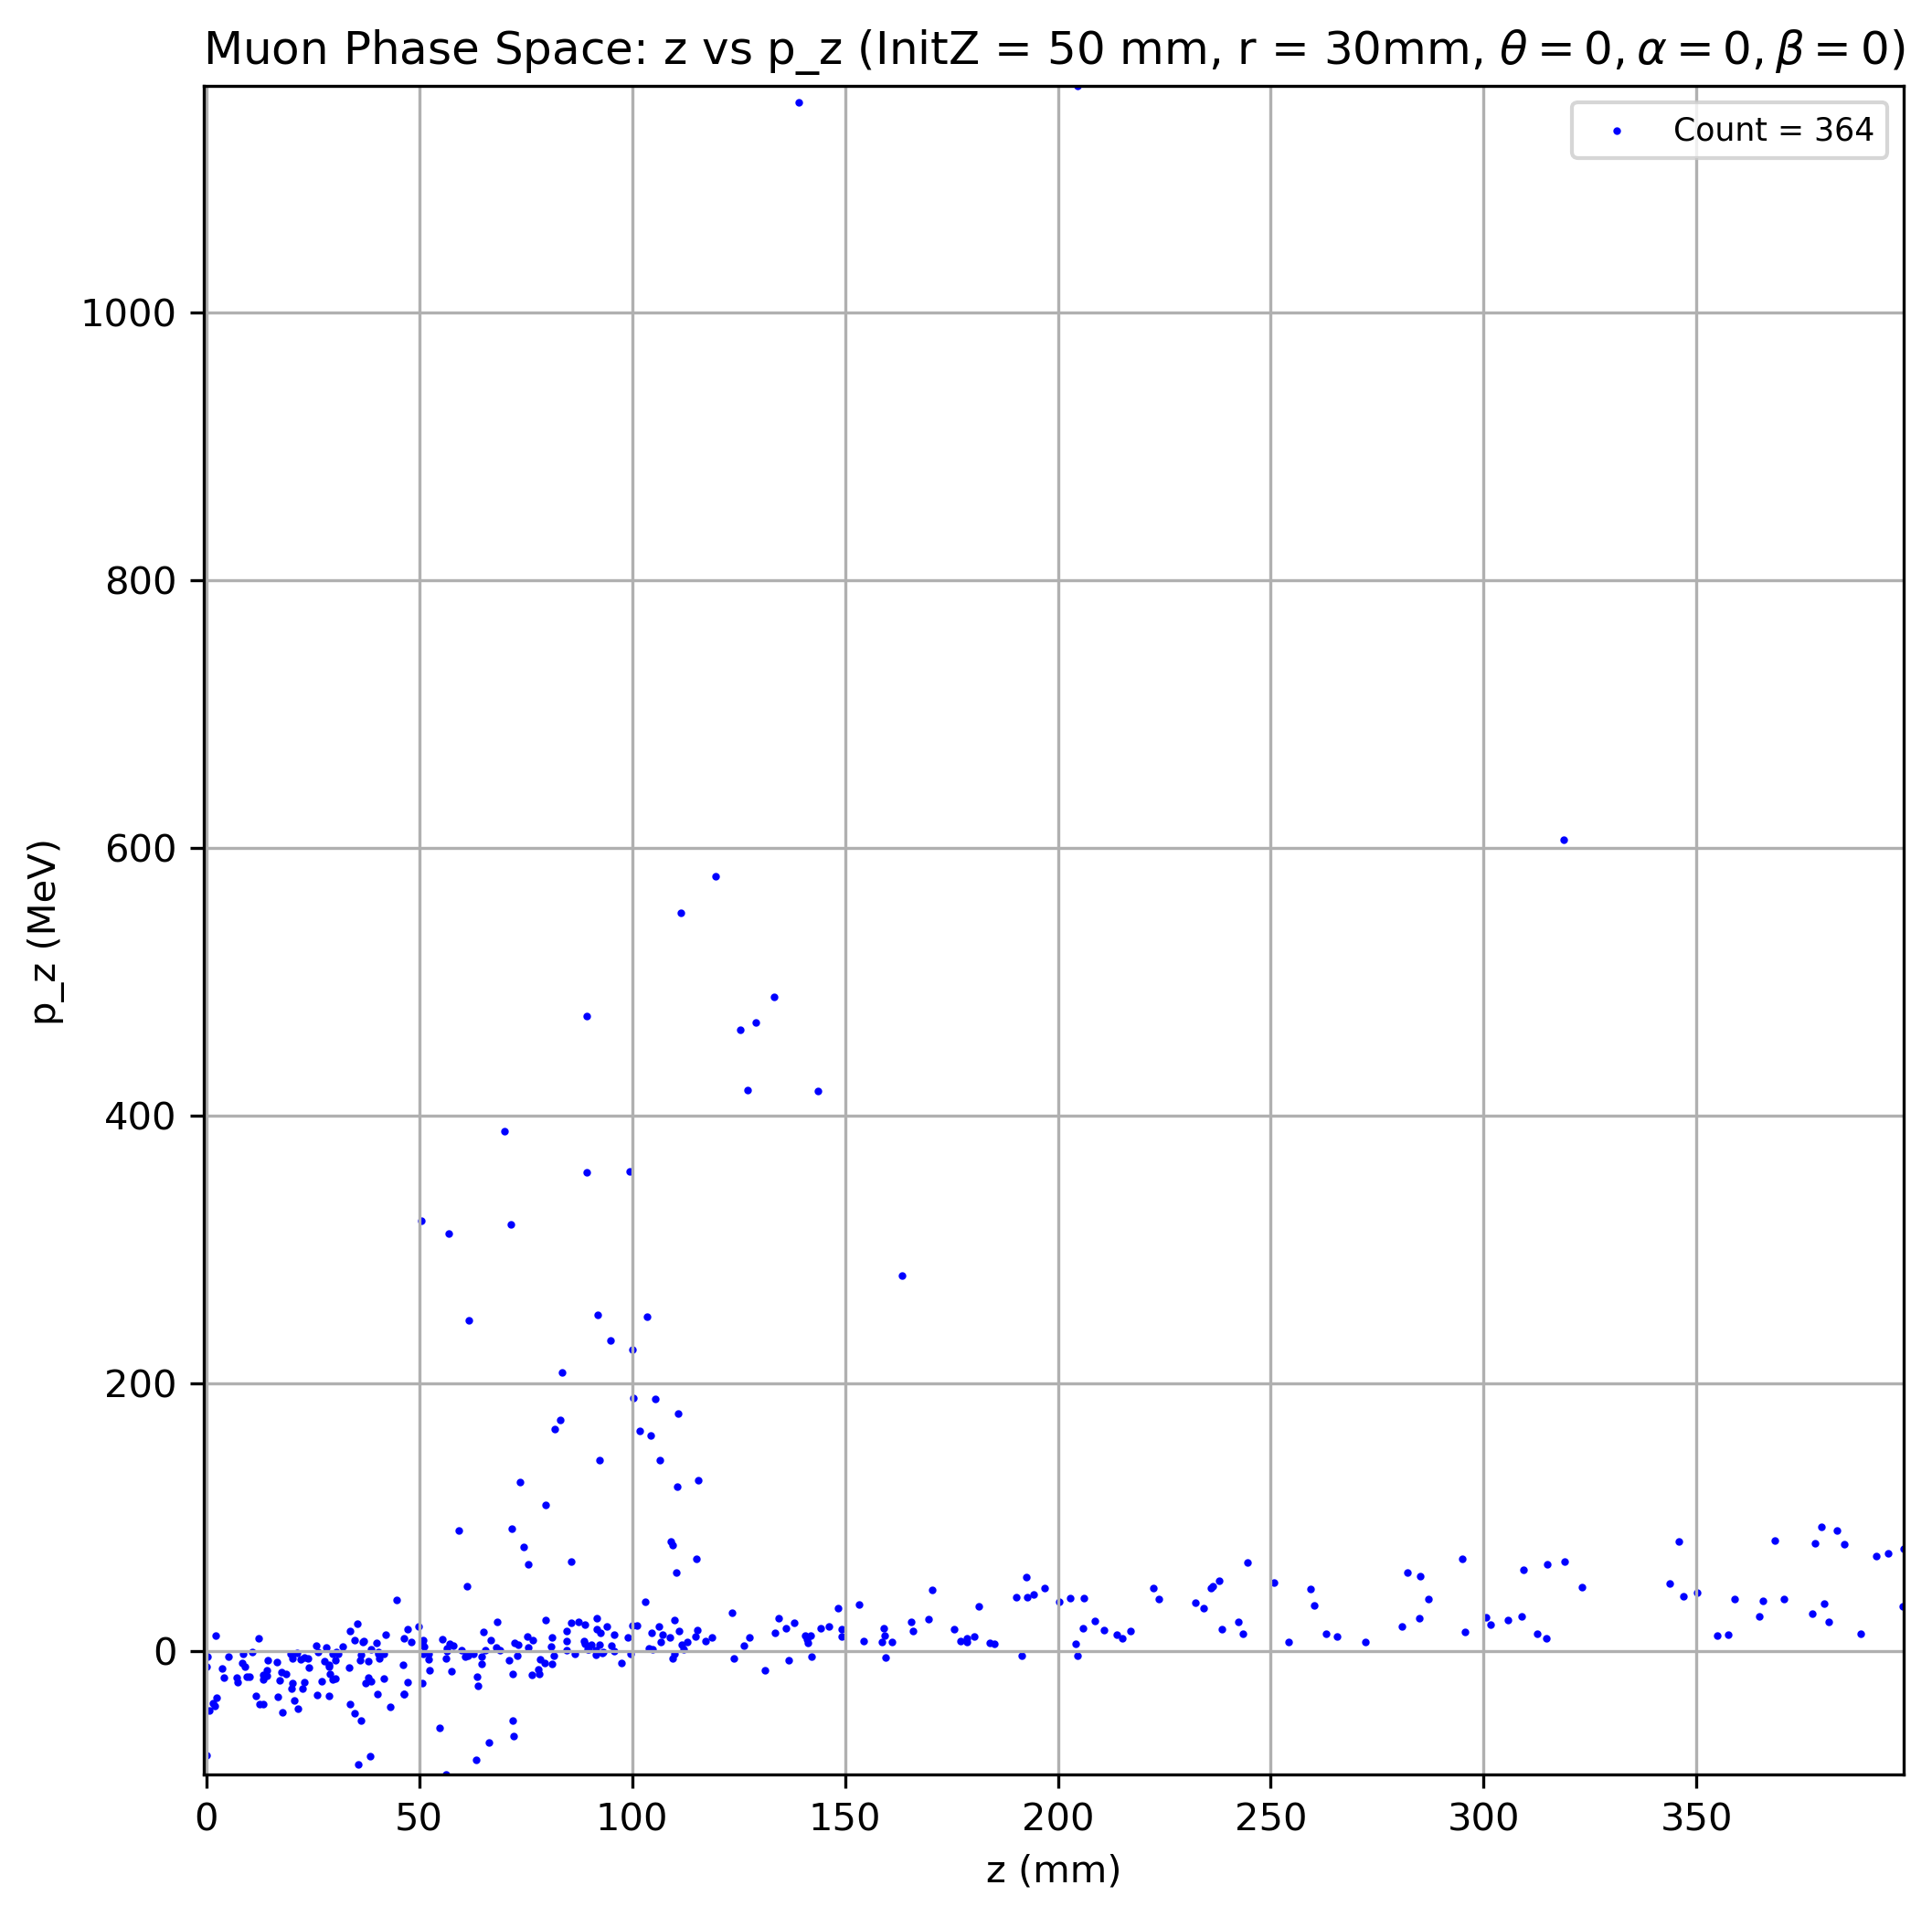 Muon Phase Space: z vs p_z (InitZ = 50 mm, r = 30mm, θ = 0, α = 0, β = 0)
Count = 364
1000
800
600
400
200
0
p_z (MeV)
0 50 100 150 200 250 300 350
z (mm)